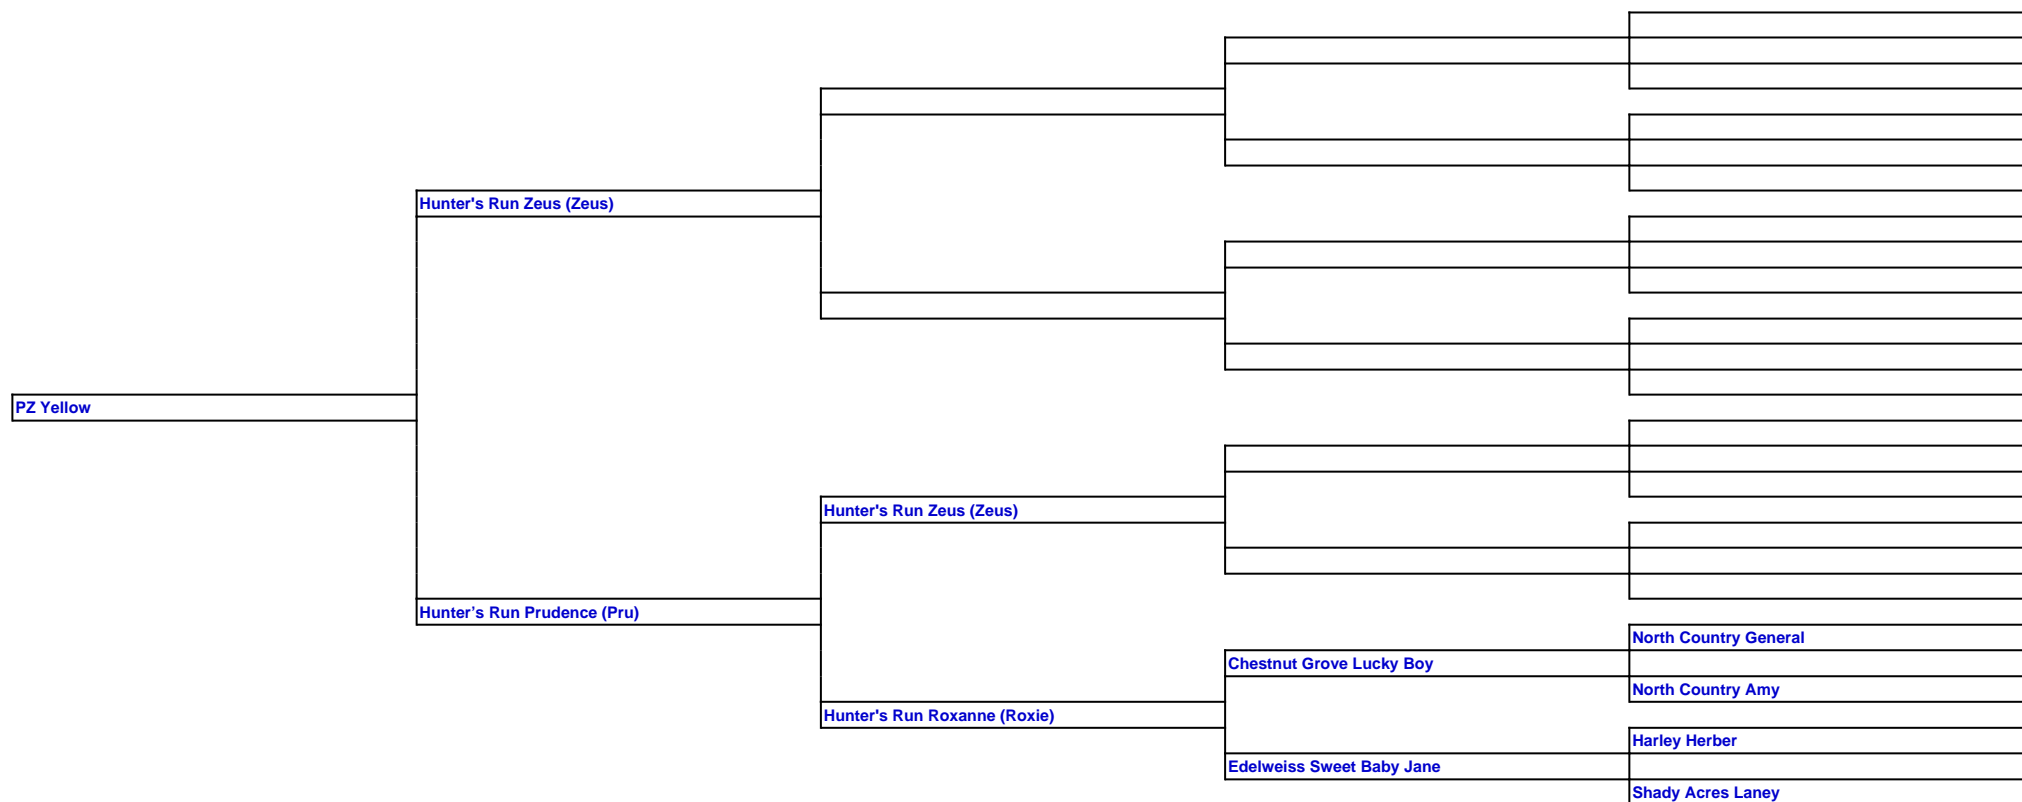 Hunter's Run Zeus (Zeus)
PZ Yellow
Hunter's Run Zeus (Zeus)
Hunter’s Run Prudence (Pru)
North Country General
Chestnut Grove Lucky Boy
North Country Amy
Hunter's Run Roxanne (Roxie)
Harley Herber
Edelweiss Sweet Baby Jane
Shady Acres Laney